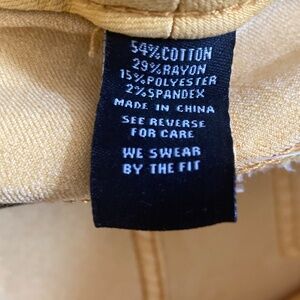 54%COTTON
29%RAYON
15%POLYESTER
2%SPANDEX
MADE IN CHINA
SEE REVERSE
FOR CARE
WE SWEAR
BY THE FIT